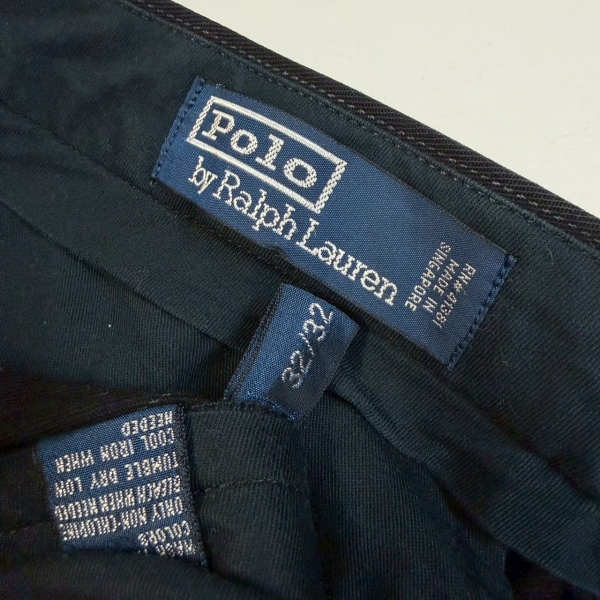 Polo
by Ralph Lauren
RN# 41381
MADE IN
SINGAPORE
32/32
COLORS
ONLY NON-CHLORINE
BLEACH WHEN NEEDED
TUMBLE DRY LOW
COOL IRON WHEN
NEEDED